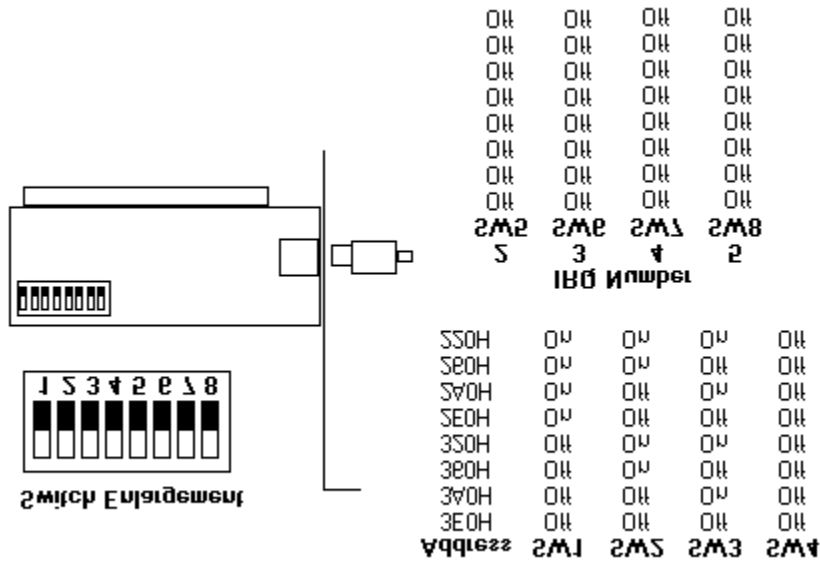 Address SW1 SW2 SW3 SW4
3E0H Off Off Off Off
3A0H Off Off On Off
360H Off On Off Off
320H Off On On Off
2E0H On Off Off Off
2A0H On Off On Off
260H On On Off Off
220H On On On Off
Switch Enlargement
1 2 3 4 5 6 7 8
IRQ Number
2 3 4 5
SW5 SW6 SW7 SW8
Off Off Off Off
Off Off Off Off
Off Off Off Off
Off Off Off Off
Off Off Off Off
Off Off Off Off
Off Off Off Off
Off Off Off Off